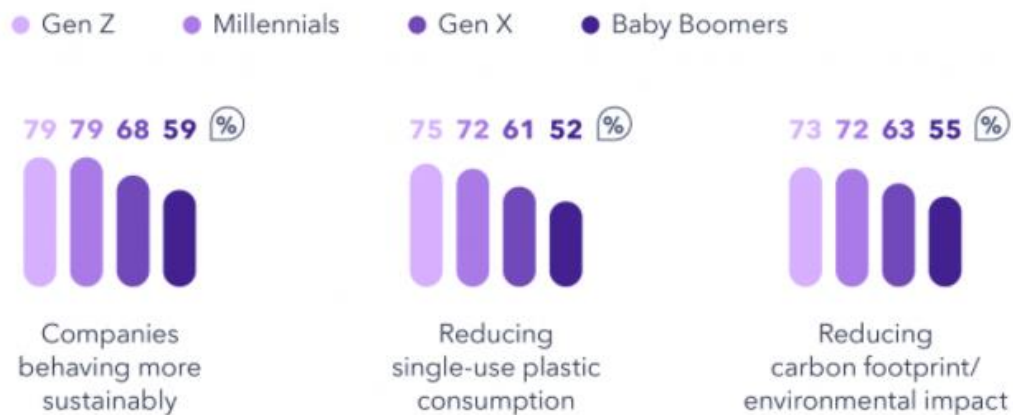 Gen Z Millennials Gen X Baby Boomers
79 79 68 59 %
75 72 61 52 %
73 72 63 55 %
Companies
behaving more
sustainably
Reducing
single-use plastic
consumption
Reducing
carbon footprint/
environmental impact